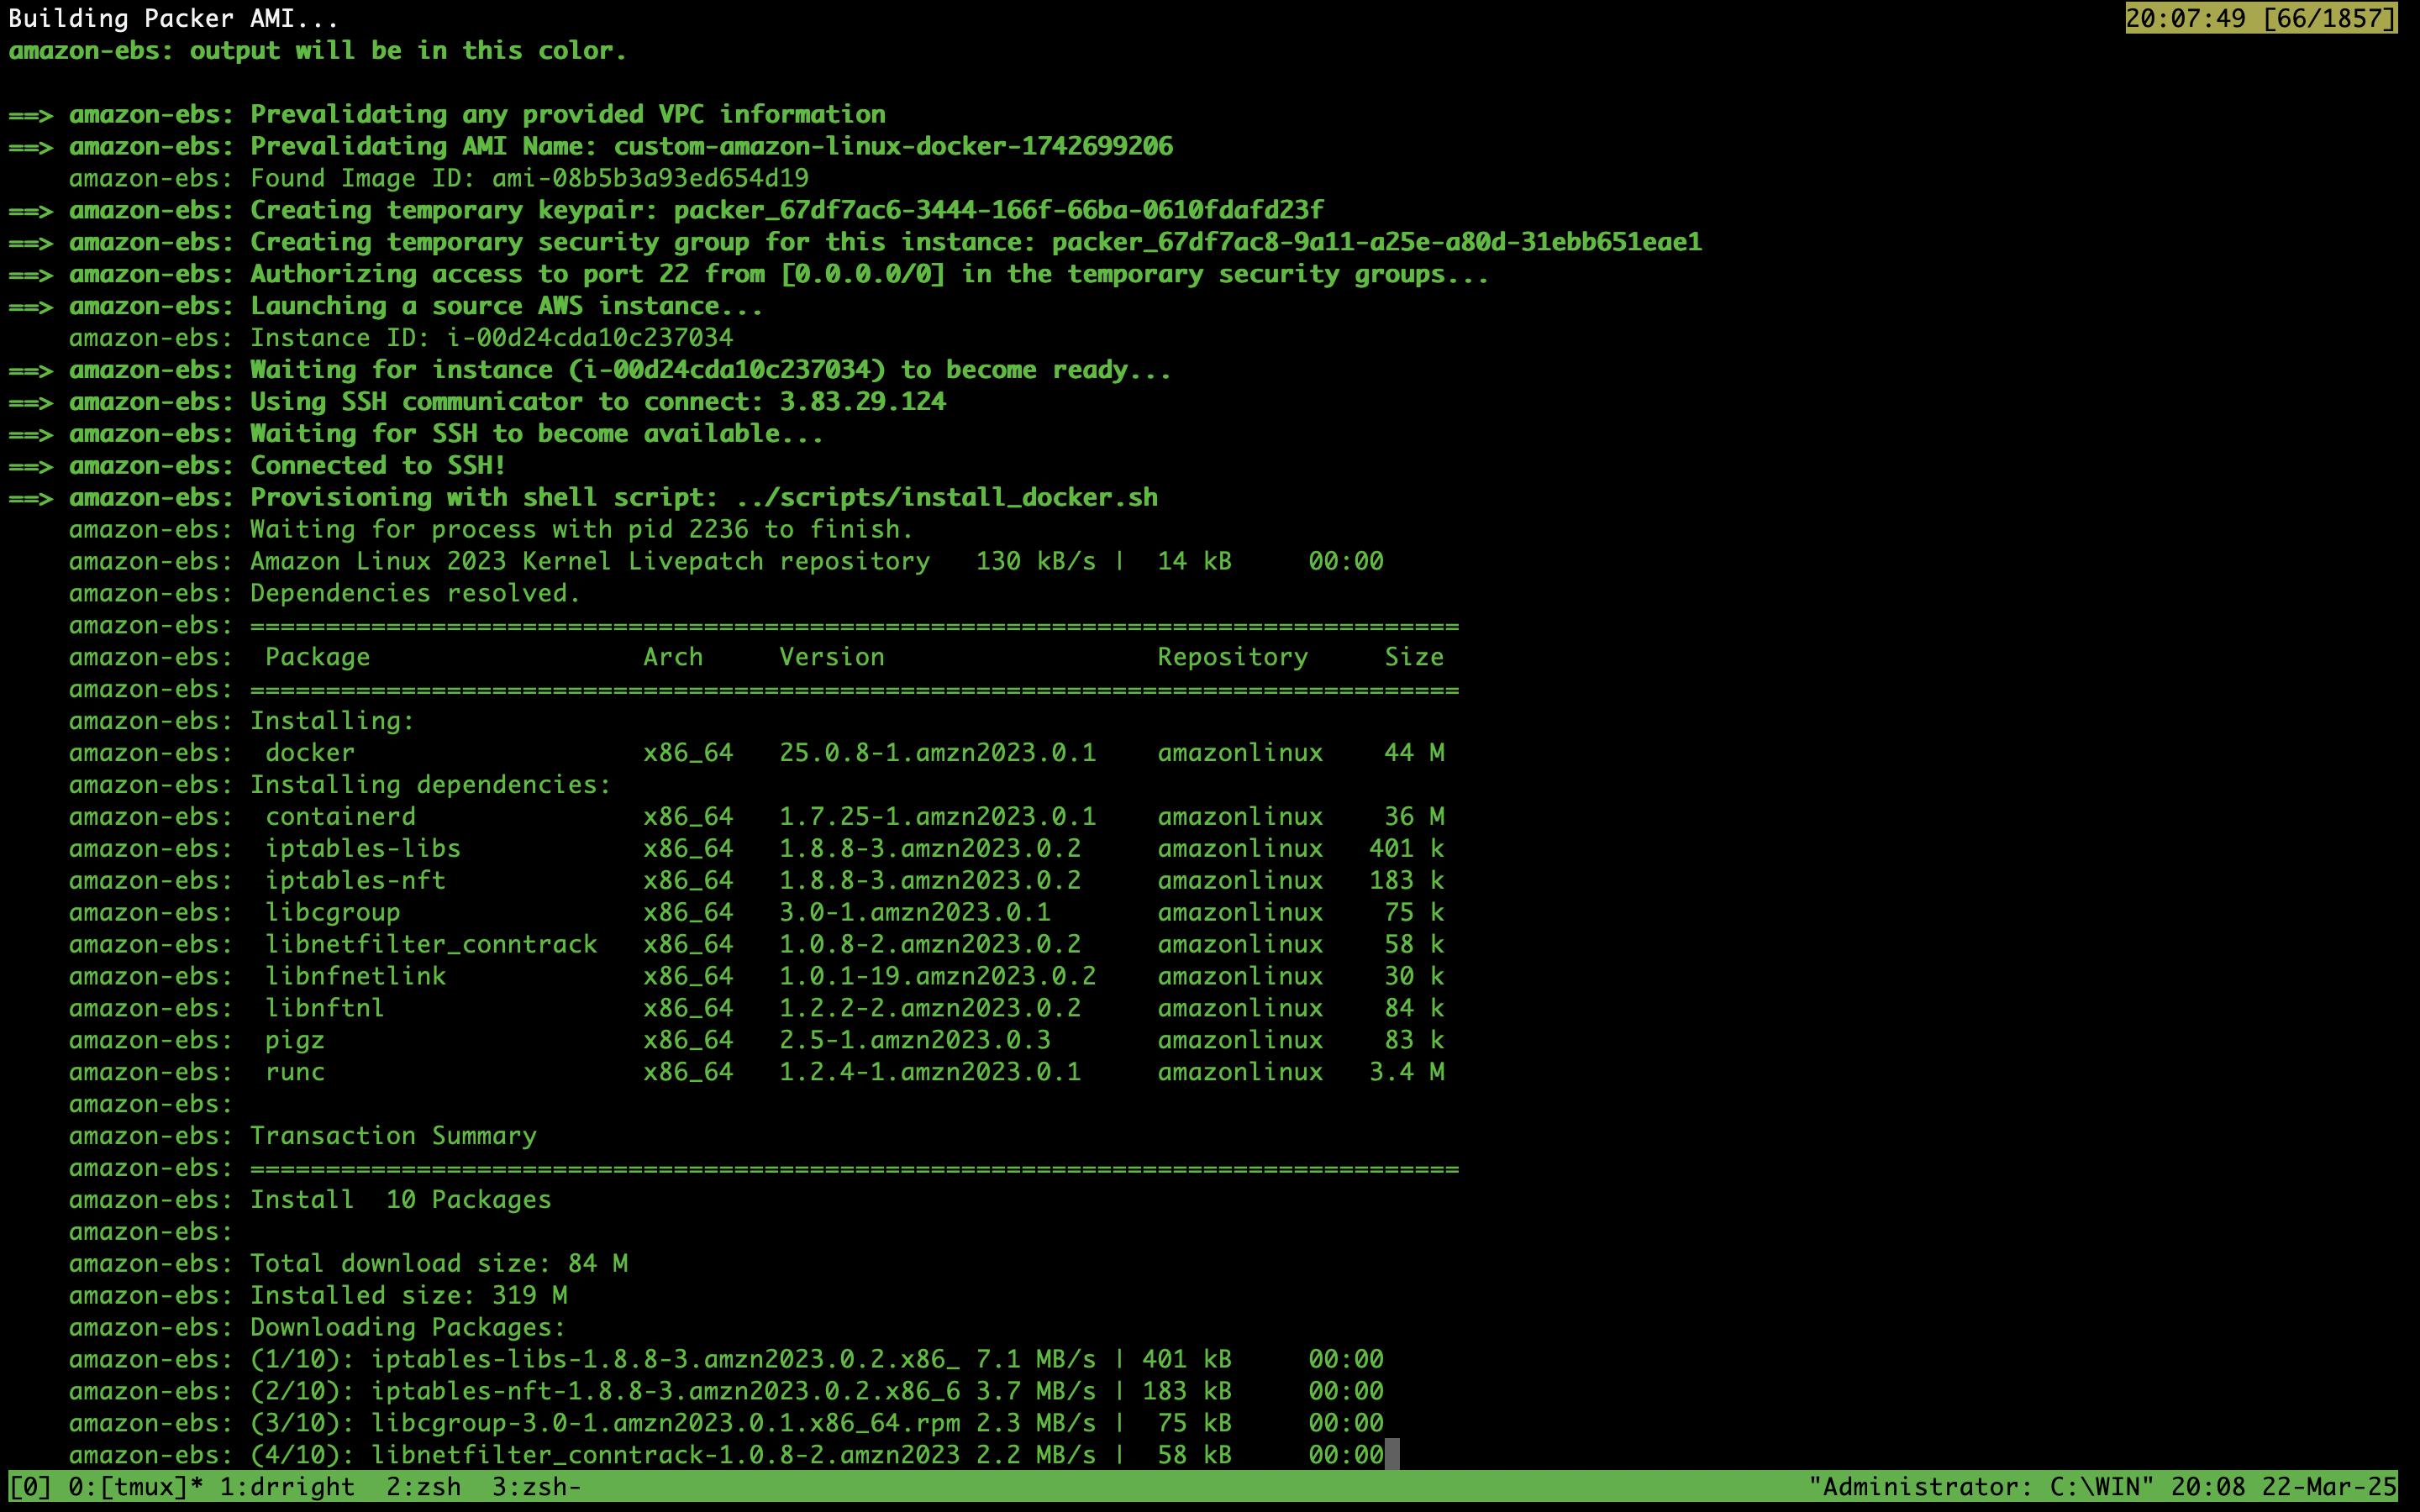 Building Packer AMI...                                                                                                                      20:07:49 [66/1857]
amazon-ebs: output will be in this color.

==> amazon-ebs: Prevalidating any provided VPC information
==> amazon-ebs: Prevalidating AMI Name: custom-amazon-linux-docker-1742699206
    amazon-ebs: Found Image ID: ami-08b5b3a93ed654d19
==> amazon-ebs: Creating temporary keypair: packer_67df7ac6-3444-166f-66ba-0610fdafd23f
==> amazon-ebs: Creating temporary security group for this instance: packer_67df7ac8-9a11-a25e-a80d-31ebb651eae1
==> amazon-ebs: Authorizing access to port 22 from [0.0.0.0/0] in the temporary security groups...
==> amazon-ebs: Launching a source AWS instance...
    amazon-ebs: Instance ID: i-00d24cda10c237034
==> amazon-ebs: Waiting for instance (i-00d24cda10c237034) to become ready...
==> amazon-ebs: Using SSH communicator to connect: 3.83.29.124
==> amazon-ebs: Waiting for SSH to become available...
==> amazon-ebs: Connected to SSH!
==> amazon-ebs: Provisioning with shell script: ../scripts/install_docker.sh
    amazon-ebs: Waiting for process with pid 2236 to finish.
    amazon-ebs: Amazon Linux 2023 Kernel Livepatch repository   130 kB/s |  14 kB     00:00
    amazon-ebs: Dependencies resolved.
    amazon-ebs: ================================================================================
    amazon-ebs:  Package                  Arch     Version                  Repository     Size
    amazon-ebs: ================================================================================
    amazon-ebs: Installing:
    amazon-ebs:  docker                   x86_64   25.0.8-1.amzn2023.0.1    amazonlinux    44 M
    amazon-ebs: Installing dependencies:
    amazon-ebs:  containerd               x86_64   1.7.25-1.amzn2023.0.1    amazonlinux    36 M
    amazon-ebs:  iptables-libs            x86_64   1.8.8-3.amzn2023.0.2     amazonlinux   401 k
    amazon-ebs:  iptables-nft             x86_64   1.8.8-3.amzn2023.0.2     amazonlinux   183 k
    amazon-ebs:  libcgroup                x86_64   3.0-1.amzn2023.0.1       amazonlinux    75 k
    amazon-ebs:  libnetfilter_conntrack   x86_64   1.0.8-2.amzn2023.0.2     amazonlinux    58 k
    amazon-ebs:  libnfnetlink             x86_64   1.0.1-19.amzn2023.0.2    amazonlinux    30 k
    amazon-ebs:  libnftnl                 x86_64   1.2.2-2.amzn2023.0.2     amazonlinux    84 k
    amazon-ebs:  pigz                     x86_64   2.5-1.amzn2023.0.3       amazonlinux    83 k
    amazon-ebs:  runc                     x86_64   1.2.4-1.amzn2023.0.1     amazonlinux   3.4 M
    amazon-ebs:
    amazon-ebs: Transaction Summary
    amazon-ebs: ================================================================================
    amazon-ebs: Install  10 Packages
    amazon-ebs:
    amazon-ebs: Total download size: 84 M
    amazon-ebs: Installed size: 319 M
    amazon-ebs: Downloading Packages:
    amazon-ebs: (1/10): iptables-libs-1.8.8-3.amzn2023.0.2.x86_ 7.1 MB/s | 401 kB     00:00
    amazon-ebs: (2/10): iptables-nft-1.8.8-3.amzn2023.0.2.x86_6 3.7 MB/s | 183 kB     00:00
    amazon-ebs: (3/10): libcgroup-3.0-1.amzn2023.0.1.x86_64.rpm 2.3 MB/s |  75 kB     00:00
    amazon-ebs: (4/10): libnetfilter_conntrack-1.0.8-2.amzn2023 2.2 MB/s |  58 kB     00:00
[0] 0:[tmux]* 1:drright  2:zsh  3:zsh-                                                                                 "Administrator: C:\WIN" 20:08 22-Mar-25